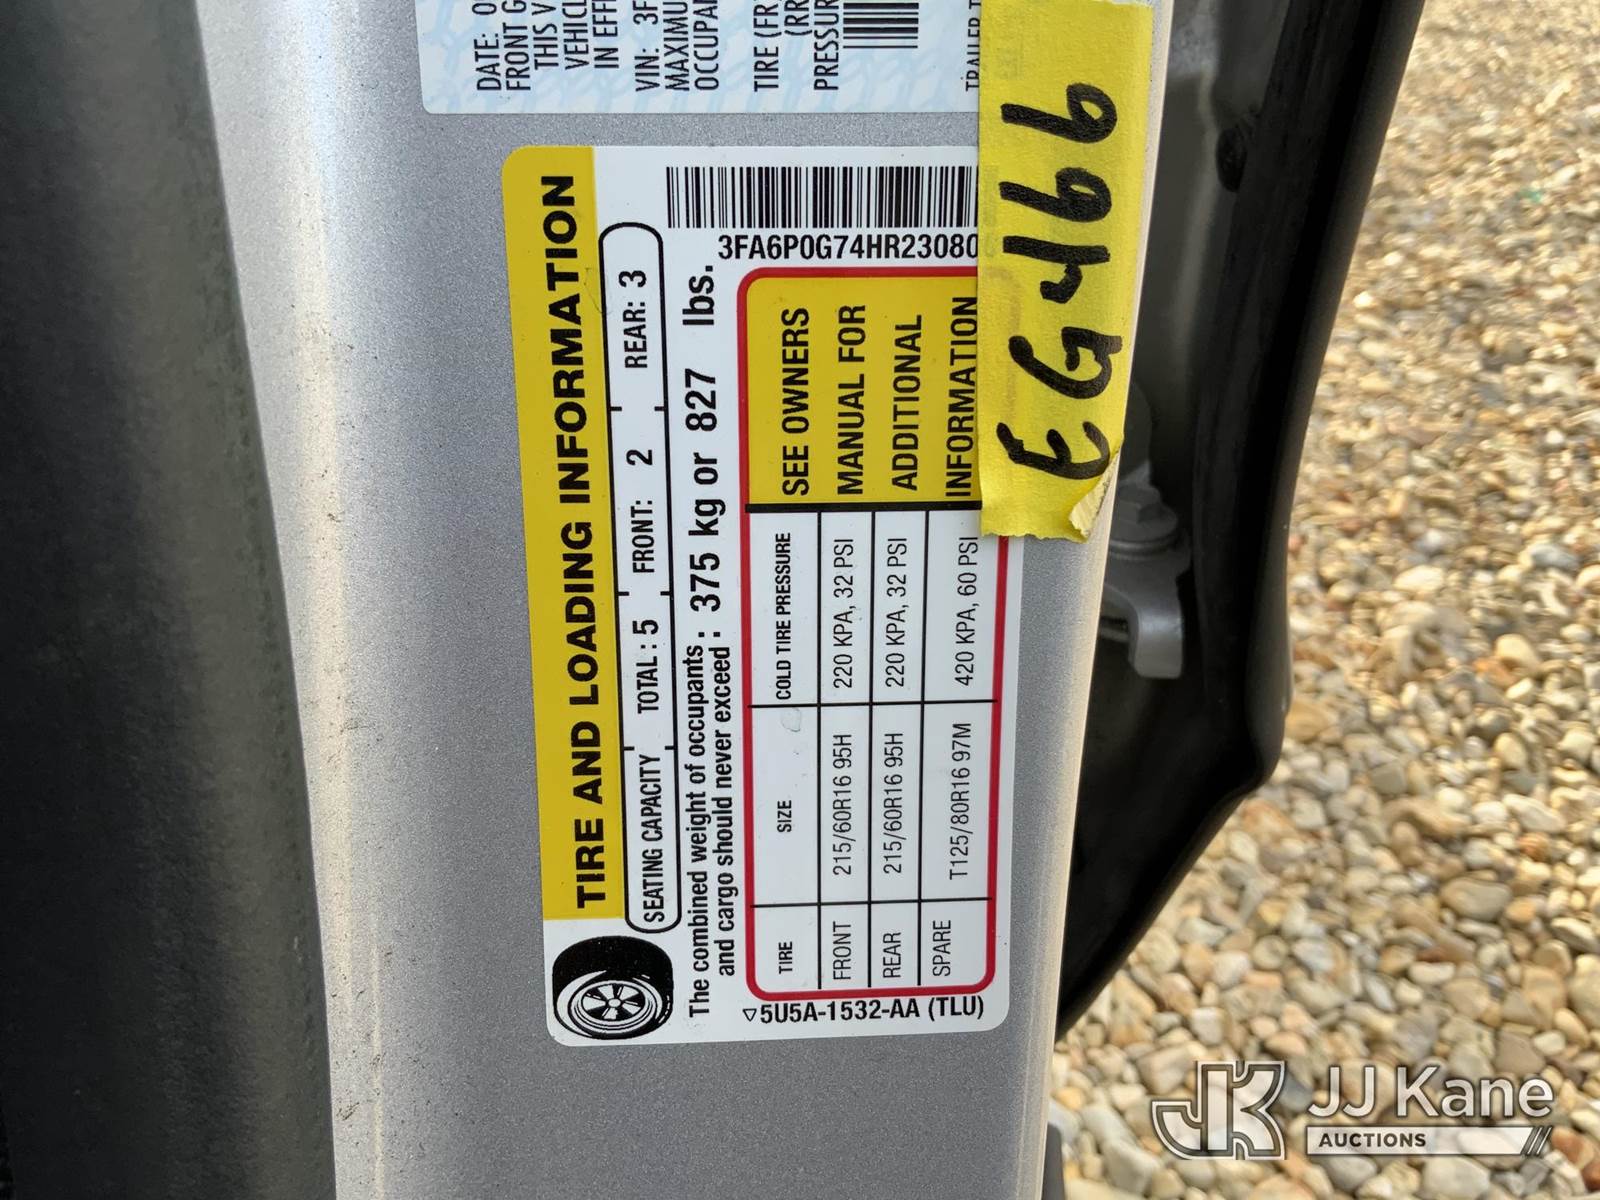 DATE:
FRONT G
THIS V
VEHICL
IN EFF
VIN: 3F
MAXIMU
OCCUPA
TIRE (FR
(RR
PRESSUR
TRAILER T
TIRE AND LOADING INFORMATION
SEATING CAPACITY TOTAL : 5 FRONT: 2 REAR: 3
The combined weight of occupants
and cargo should never exceed : 375 kg or 827 lbs.
3FA6P0G74HR23080
TIRE SIZE COLD TIRE PRESSURE SEE OWNERS
FRONT 215/60R16 95H 220 KPA, 32 PSI MANUAL FOR
REAR 215/60R16 95H 220 KPA, 32 PSI ADDITIONAL
SPARE T125/80R16 97M 420 KPA, 60 PSI INFORMATION
5U5A-1532-AA (TLU)
EG466
JJ Kane
AUCTIONS